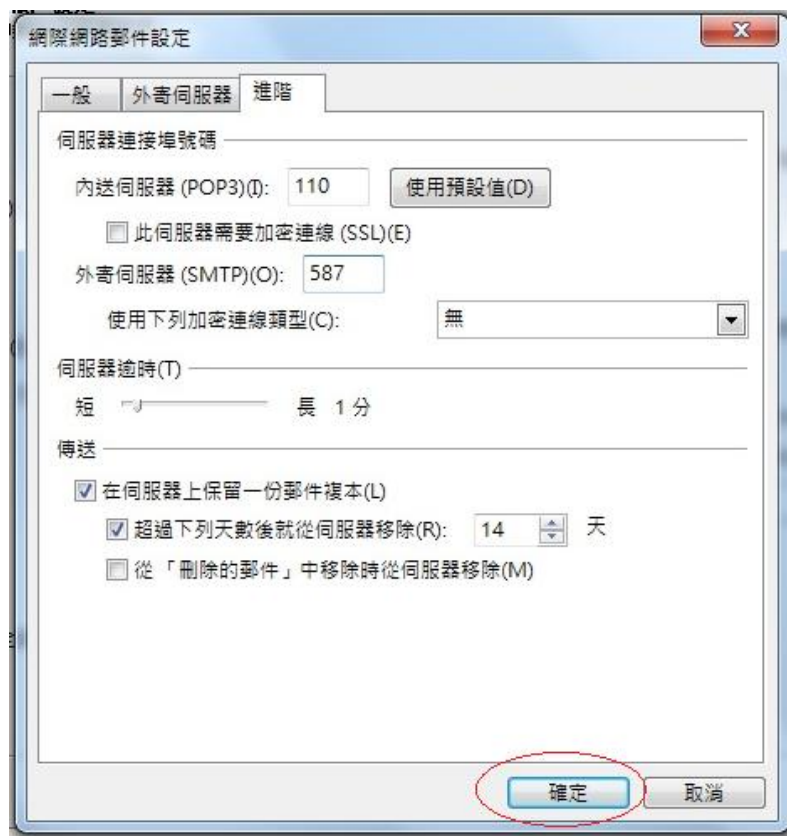 網際網路郵件設定
一般 外寄伺服器 進階
伺服器連接埠號碼
內送伺服器 (POP3)(I): 110 使用預設值(D)
此伺服器需要加密連線 (SSL)(E)
外寄伺服器 (SMTP)(O): 587
使用下列加密連線類型(C): 無
伺服器逾時(T)
短 長 1 分
傳送
在伺服器上保留一份郵件複本(L)
超過下列天數後就從伺服器移除(R): 14 天
從「刪除的郵件」中移除時從伺服器移除(M)
確定 取消